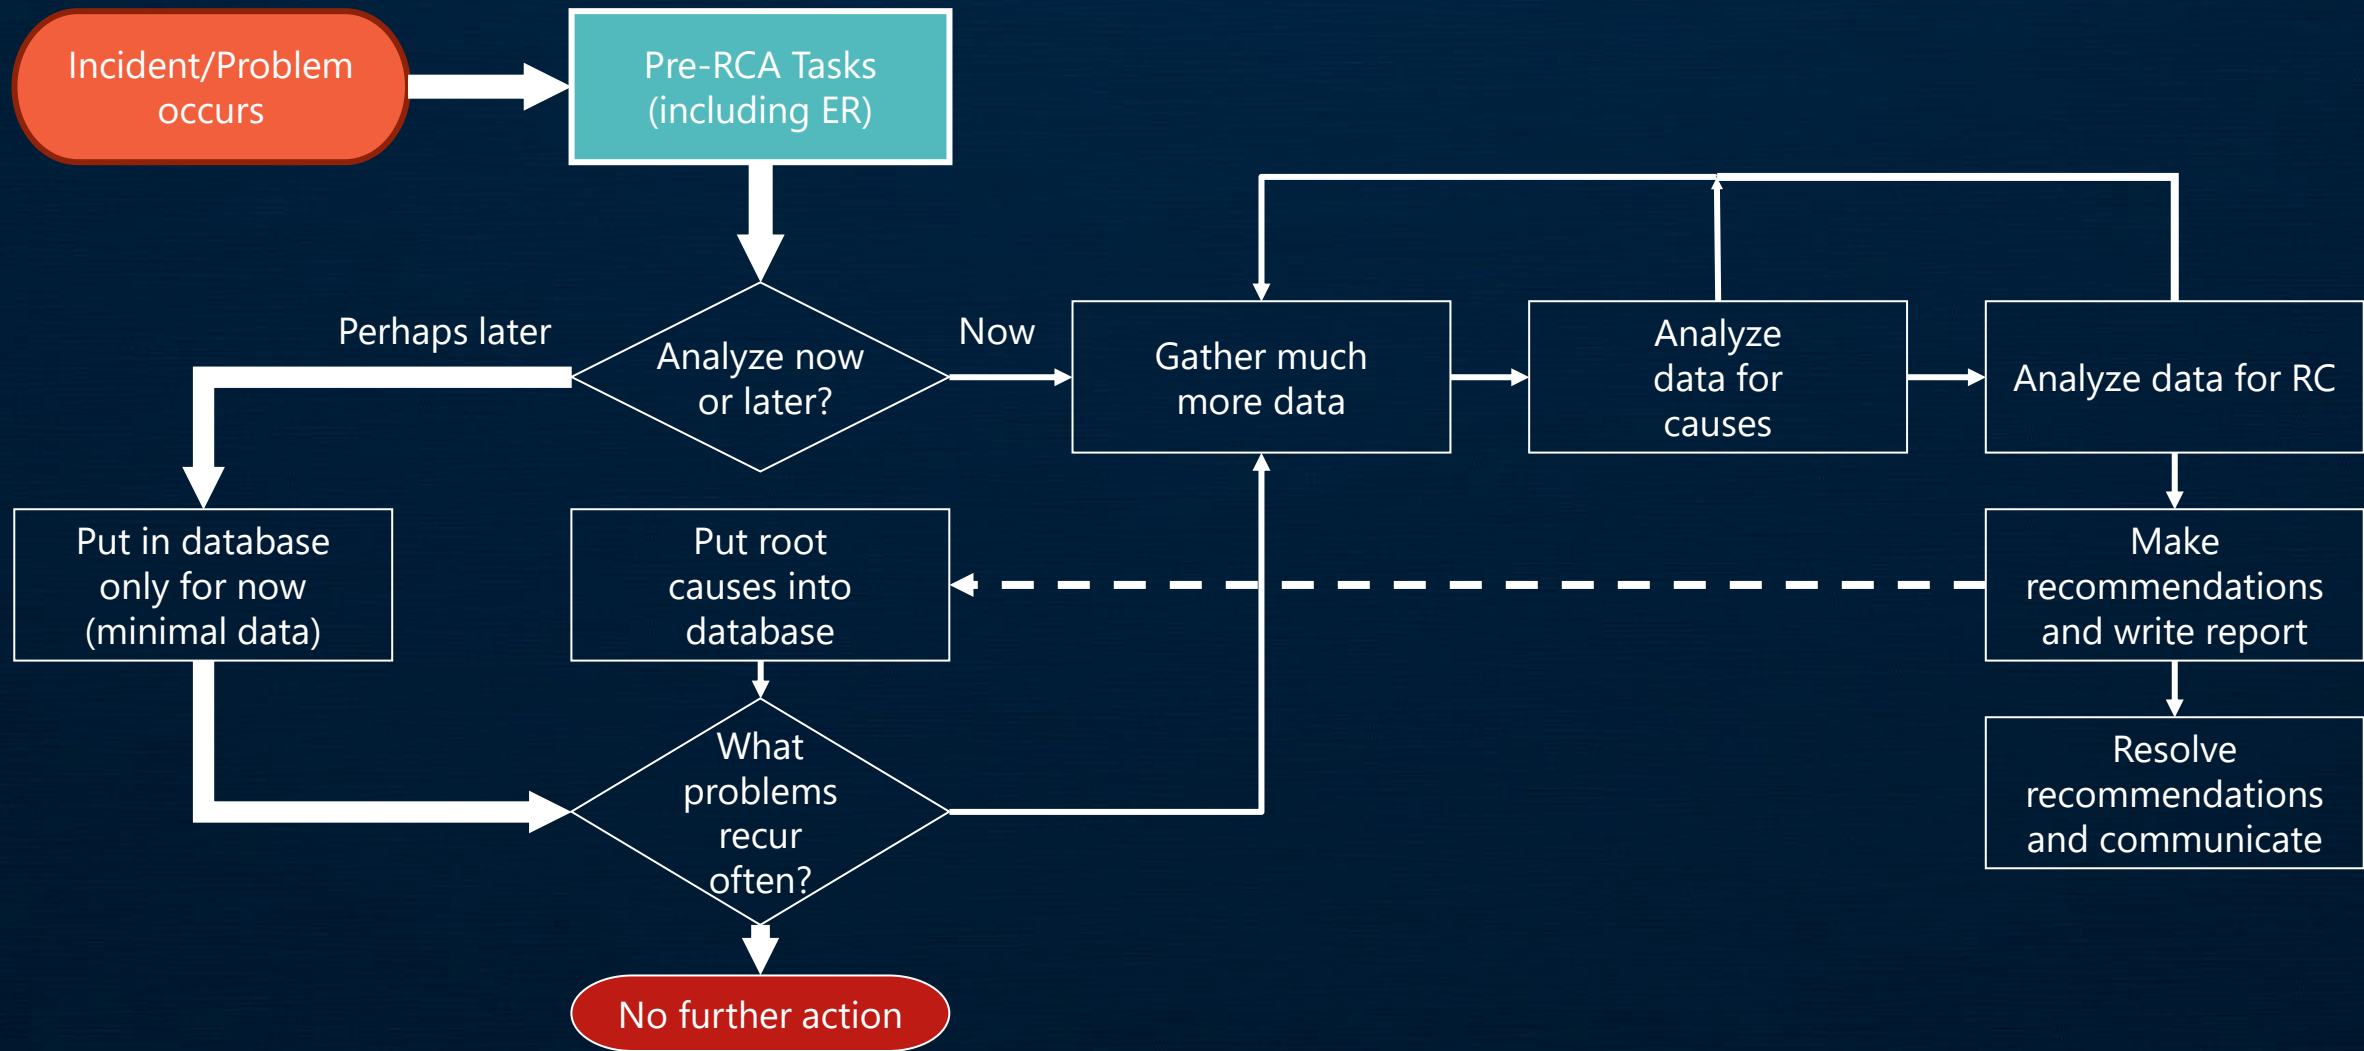 Incident/Problem
occurs
Pre-RCA Tasks
(including ER)
Perhaps later
Analyze now
or later?
Now
Gather much
more data
Analyze
data for
causes
Analyze data for RC
Put in database
only for now
(minimal data)
Put root
causes into
database
Make
recommendations
and write report
What
problems
recur
often?
Resolve
recommendations
and communicate
No further action